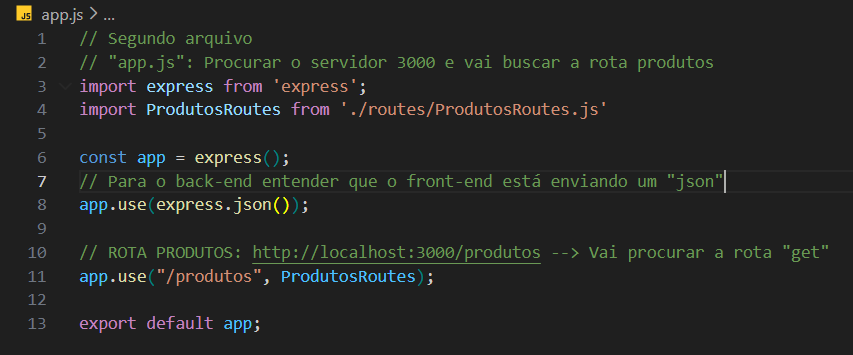 JS app.js > ...
1 // Segundo arquivo
2 // "app.js": Procurar o servidor 3000 e vai buscar a rota produtos
3 import express from 'express';
4 import ProdutosRoutes from './routes/ProdutosRoutes.js'
5
6 const app = express();
7 // Para o back-end entender que o front-end está enviando um "json"
8 app.use(express.json());
9
10 // ROTA PRODUTOS: http://localhost:3000/produtos --> Vai procurar a rota "get"
11 app.use("/produtos", ProdutosRoutes);
12
13 export default app;